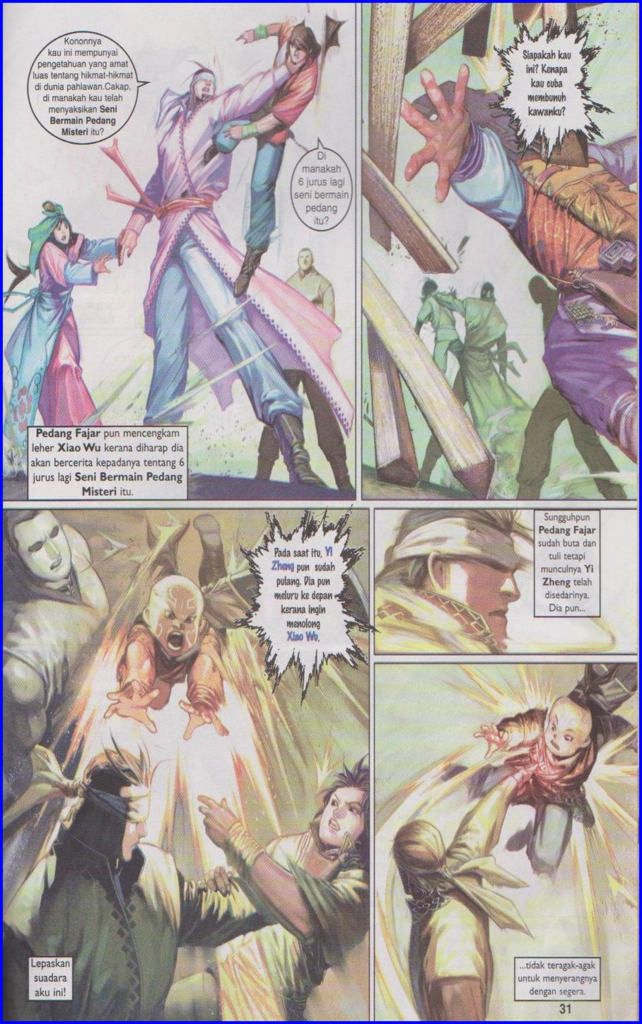 Kononnya
kau ini mempunyai
pengetahuan yang amat
luas tentang hikmat-hikmat
di dunia pahlawan.Cakap,
di manakah kau telah
menyaksikan Seni
Bermain Pedang
Misteri itu?
Di
manakah
6 jurus lagi
seni bermain
pedang
itu?
Pedang Fajar pun mencengkam
leher Xiao Wu kerana diharap dia
akan bercerita kepadanya tentang 6
jurus lagi Seni Bermain Pedang
Misteri itu.
Siapakah kau
ini? Kenapa
kau cuba
membunuh
kawanku?
Pada saat itu, Yi
Zheng pun sudah
pulang. Dia pun
meluru ke depan
kerana ingin
menolong
Xiao Wu.
Lepaskan
suadara
aku ini!
Sungguhpun
Pedang Fajar
sudah buta dan
tuli tetapi
munculnya Yi
Zheng telah
disedarinya.
Dia pun...
...tidak teragak-agak
untuk menyerangnya
dengan segera.
31